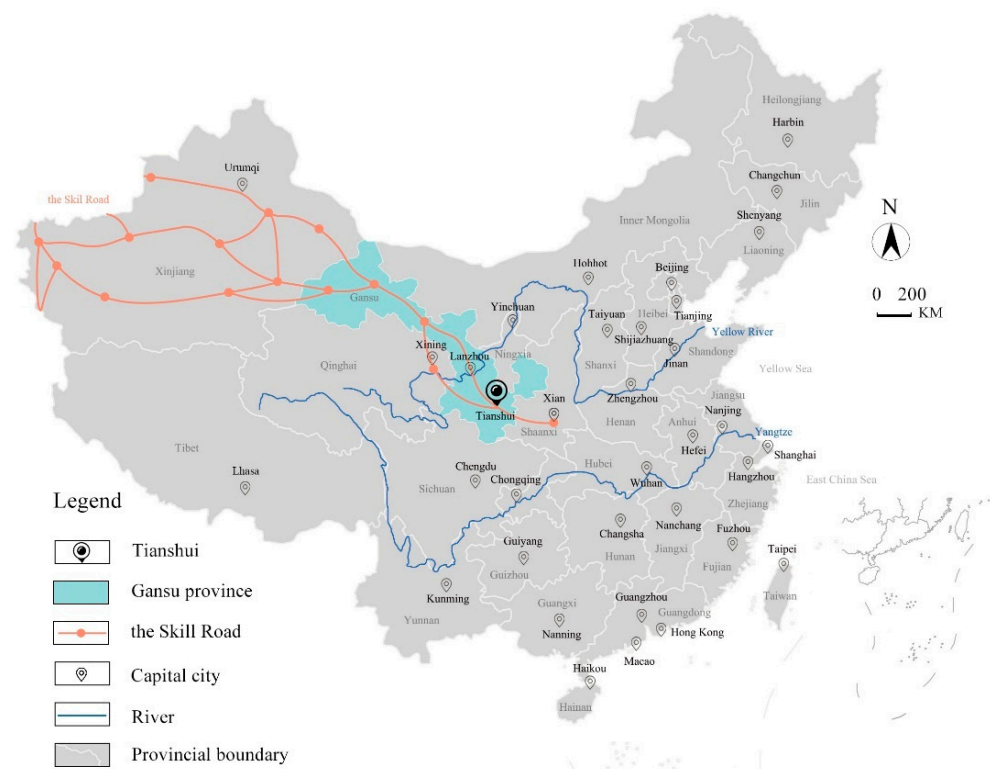 Heilongjiang
Harbin
Changchun
Jilin
Shenyang
Liaoning
Urumqi
the Skil Road
Xinjiang
Inner Mongolia
N
0 200
KM
Hohhot
Beijing
Gansu
Yinchuan
Taiyuan
Hebei
Tianjing
Shijiazhuang
Yellow River
Xining
Lanzhou
Ningxia
Qinghai
Shanxi
Jinan
Shandong
Yellow Sea
Tianshui
Xian
Zhengzhou
Jiangsu
Nanjing
Shaanxi
Henan
Anhui
Yangtze
Hefei
Shanghai
Tibet
Lhasa
Chengdu
Chongqing
Sichuan
Hubei
Wuhan
Hangzhou
East China Sea
Zhejiang
Nanchang
Changsha
Fuzhou
Guiyang
Hunan
Jiangxi
Taipei
Guizhou
Fujian
Kunming
Yunnan
Guangxi
Guangzhou
Guangdong
Taiwan
Nanning
Hong Kong
Macao
Haikou
Hainan
Legend
Tianshui
Gansu province
the Skill Road
Capital city
River
Provincial boundary